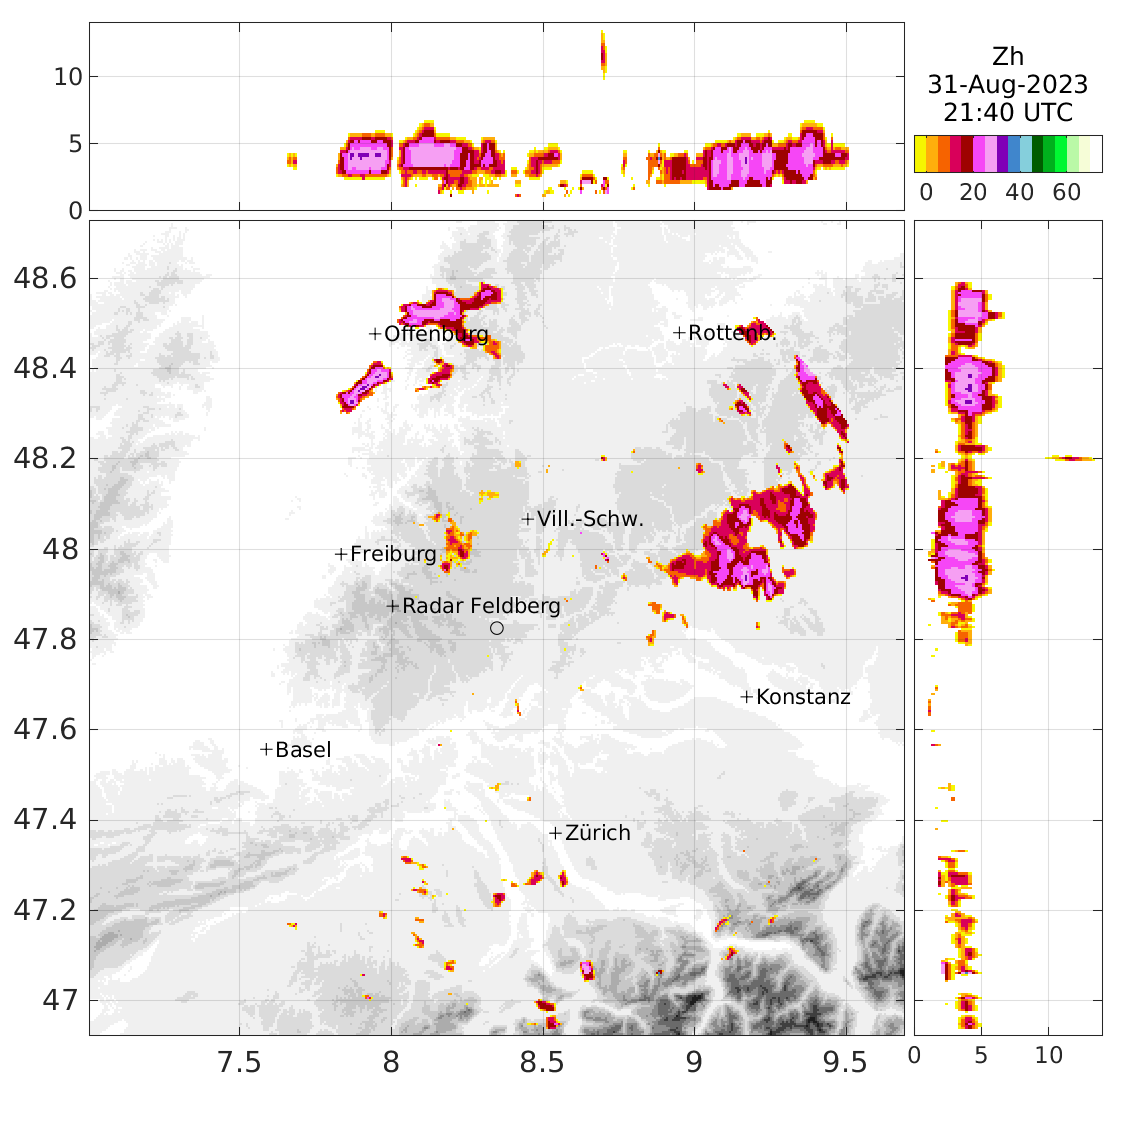 Zh
31-Aug-2023
21:40 UTC
0 20 40 60
10
5
0
48.6
48.4
48.2
48
47.8
47.6
47.4
47.2
47
+Offenburg
+Rottenb.
+Vill.-Schw.
+Freiburg
+Radar Feldberg
+Konstanz
+Basel
+Zürich
7.5 8 8.5 9 9.5
0 5 10